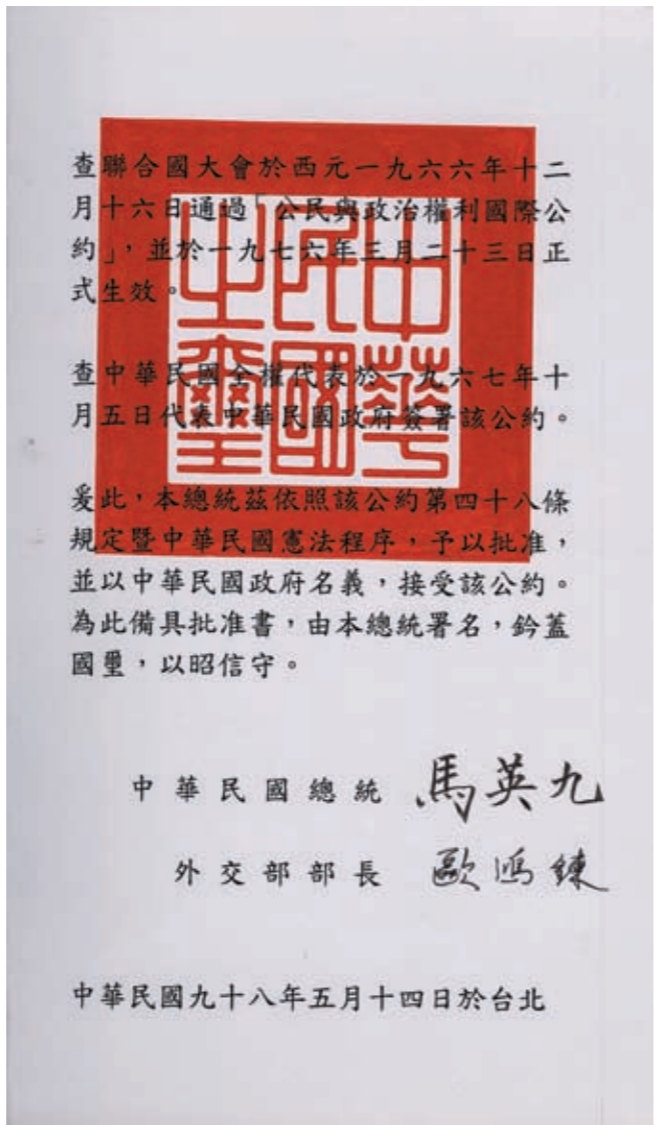 查聯合國大會於西元一九六六年十二
月十六日通過「公民與政治權利國際公
約」，並於一九七六年三月二十三日正
式生效。
查中華民國全權代表於一九六七年十
月五日代表中華民國政府簽署該公約。
爰此，本總統茲依照該公約第四十八條
規定暨中華民國憲法程序，予以批准，
並以中華民國政府名義，接受該公約。
為此備具批准書，由本總統署名，鈐蓋
國璽，以昭信守。
中華民國總統 馬英九
外交部部長 歐鴻鍊
中華民國九十八年五月十四日於台北
中華民國之璽